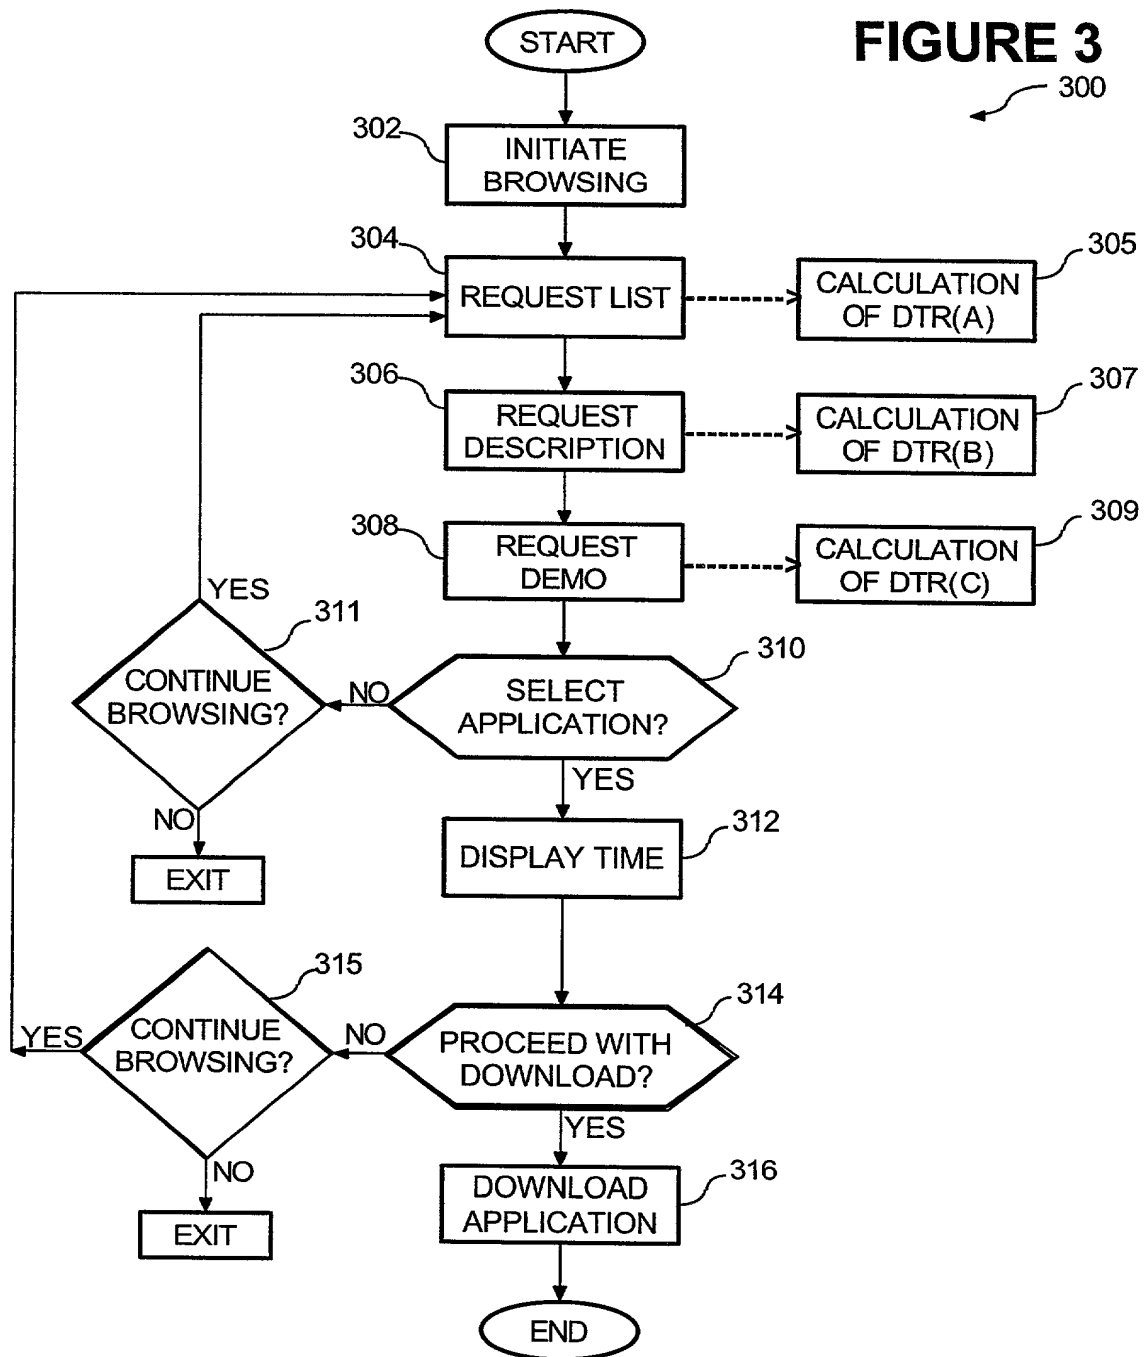 START
FIGURE 3
300
302
INITIATE
BROWSING
304
REQUEST LIST
305
CALCULATION
OF DTR(A)
306
REQUEST
DESCRIPTION
307
CALCULATION
OF DTR(B)
308
REQUEST
DEMO
309
CALCULATION
OF DTR(C)
YES
311
CONTINUE
BROWSING?
NO
310
SELECT
APPLICATION?
YES
NO
EXIT
312
DISPLAY TIME
315
CONTINUE
BROWSING?
YES
NO
314
PROCEED WITH
DOWNLOAD?
YES
NO
EXIT
316
DOWNLOAD
APPLICATION
END